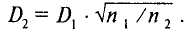 D₂ = D₁ · √n₁/n₂ .